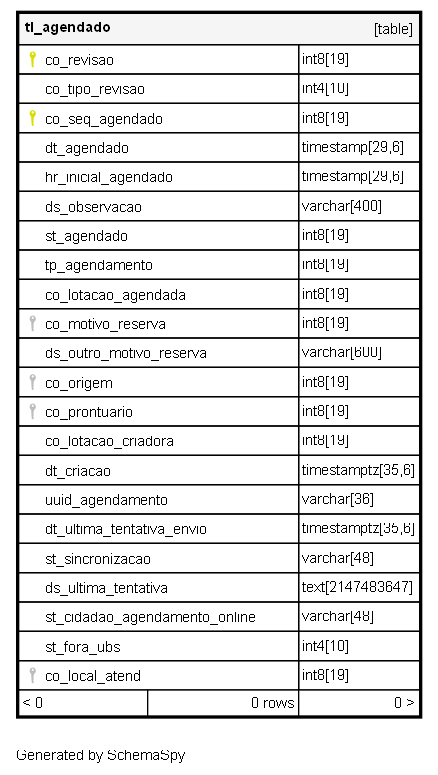 tl_agendado [table]
co_revisao int8[19]
co_tipo_revisao int4[10]
co_seq_agendado int8[19]
dt_agendado timestamp[29,6]
hr_inicial_agendado timestamp[29,6]
ds_observacao varchar[400]
st_agendado int8[19]
tp_agendamento int8[19]
co_lotacao_agendada int8[19]
co_motivo_reserva int8[19]
ds_outro_motivo_reserva varchar[600]
co_origem int8[19]
co_prontuario int8[19]
co_lotacao_criadora int8[19]
dt_criacao timestamptz[35,6]
uuid_agendamento varchar[36]
dt_ultima_tentativa_envio timestamptz[35,6]
st_sincronizacao varchar[48]
ds_ultima_tentativa text[2147483647]
st_cidadao_agendamento_online varchar[48]
st_fora_ubs int4[10]
co_local_atend int8[19]
< 0 0 rows 0 >
Generated by SchemaSpy